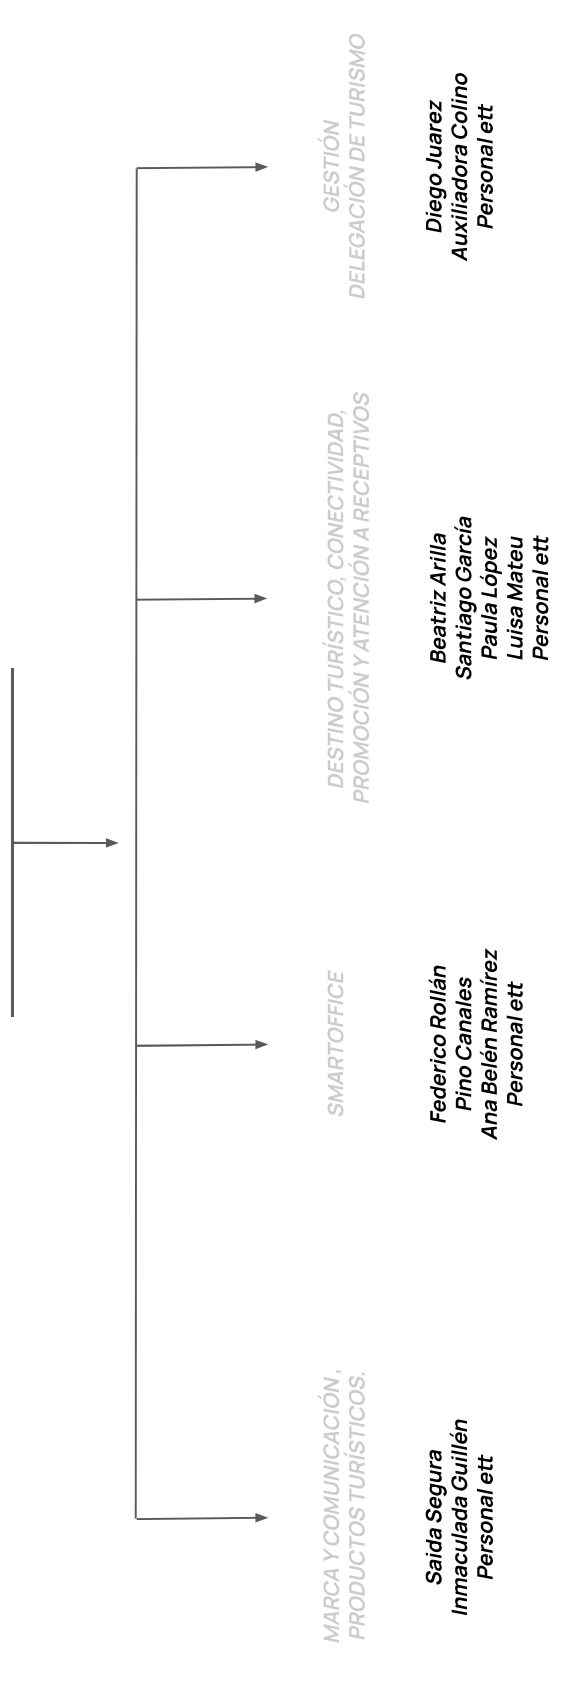 MARCA Y COMUNICACIÓN ,
PRODUCTOS TURÍSTICOS.
Saida Segura
Inmaculada Guillén
Personal ett
SMARTOFFICE
Federico Rollán
Pino Canales
Ana Belén Ramírez
Personal ett
DESTINO TURÍSTICO, CONECTIVIDAD,
PROMOCIÓN Y ATENCIÓN A RECEPTIVOS
Beatriz Arilla
Santiago García
Paula López
Luisa Mateu
Personal ett
GESTIÓN
DELEGACIÓN DE TURISMO
Diego Juarez
Auxiliadora Colino
Personal ett